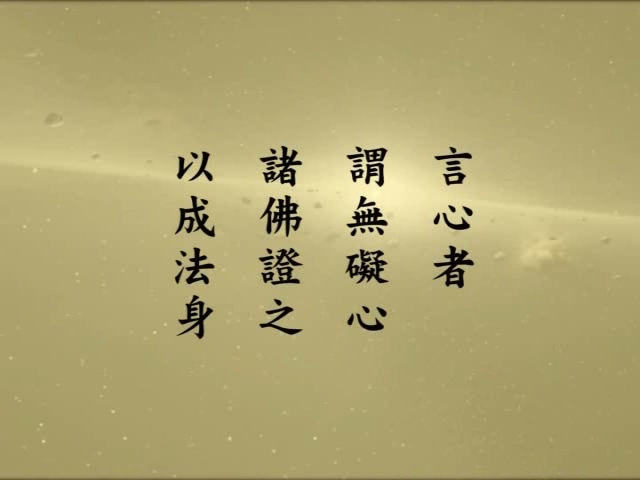 言心者
謂無礙心
諸佛證之
以成法身